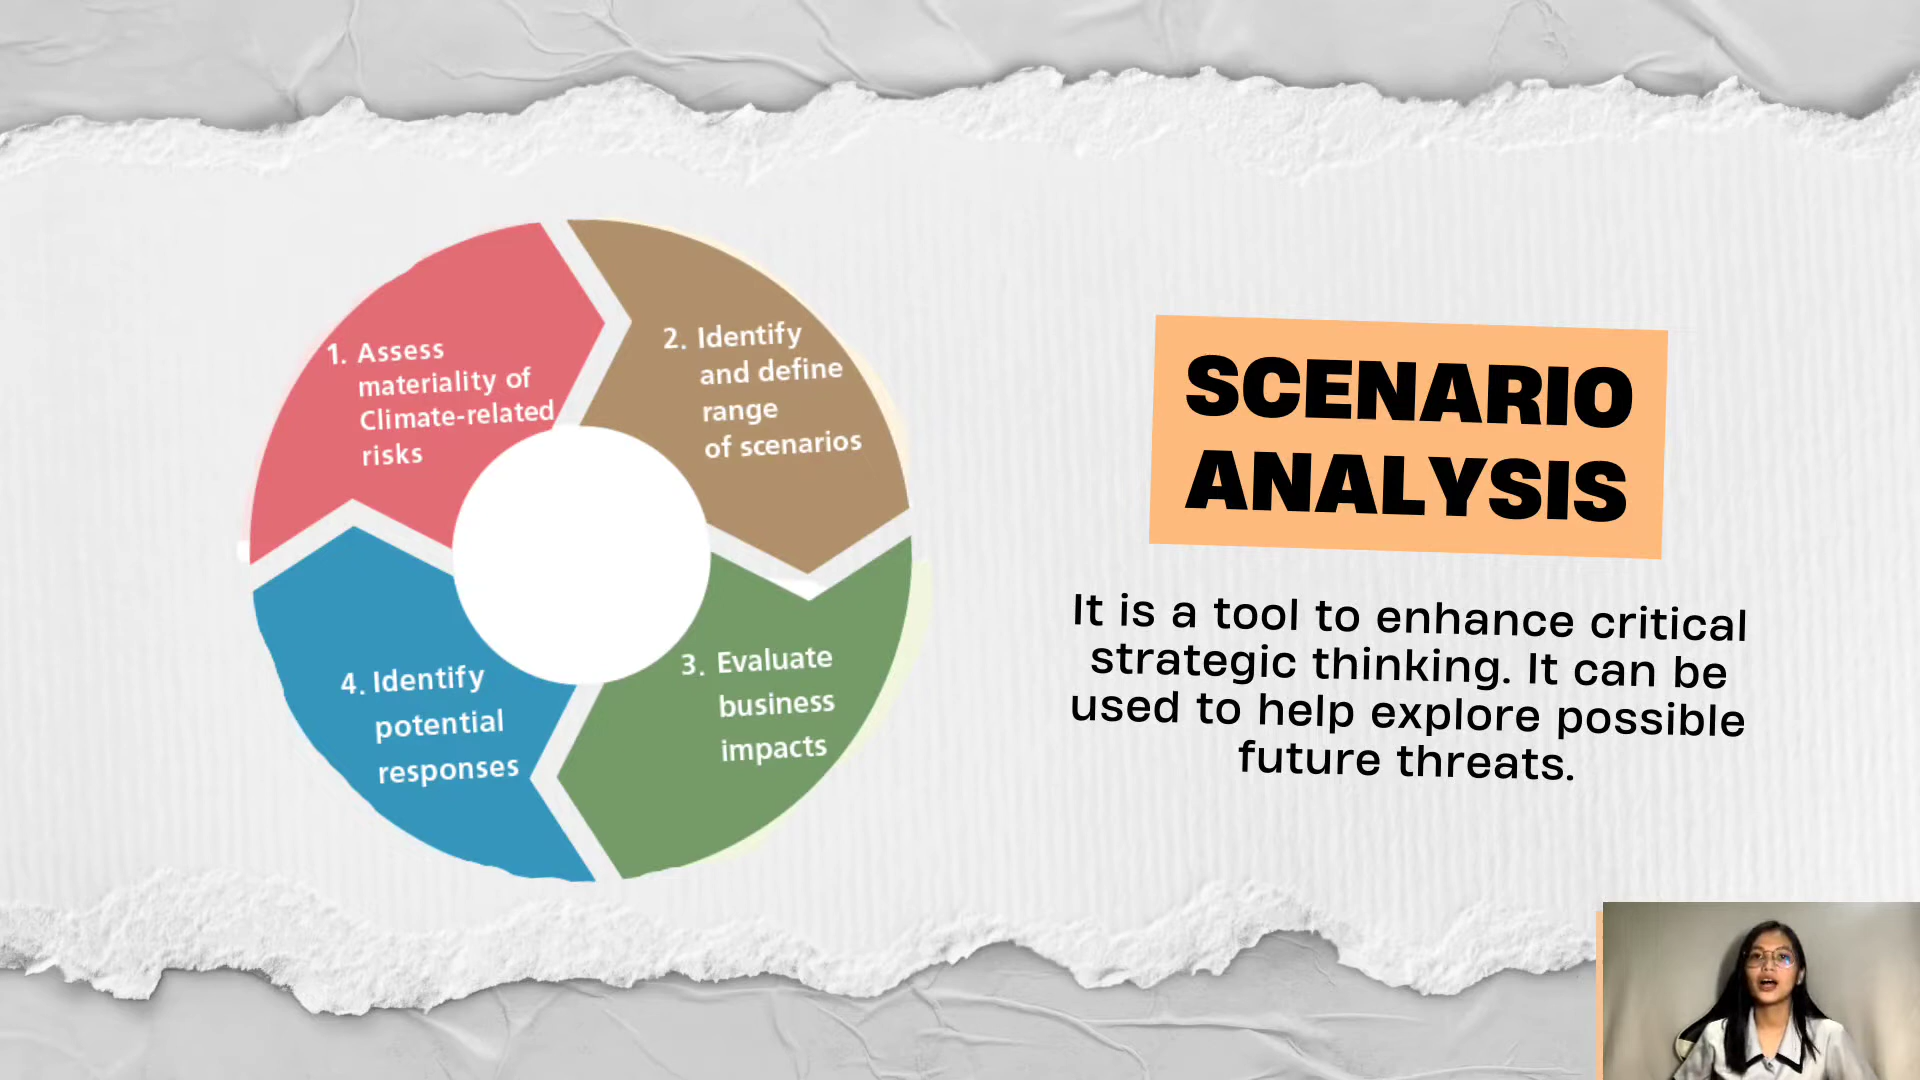 1. Assess
materiality of
Climate-related
risks
2. Identify
and define
range
of scenarios
3. Evaluate
business
impacts
4. Identify
potential
responses
SCENARIO
ANALYSIS
It is a tool to enhance critical
strategic thinking. It can be
used to help explore possible
future threats.